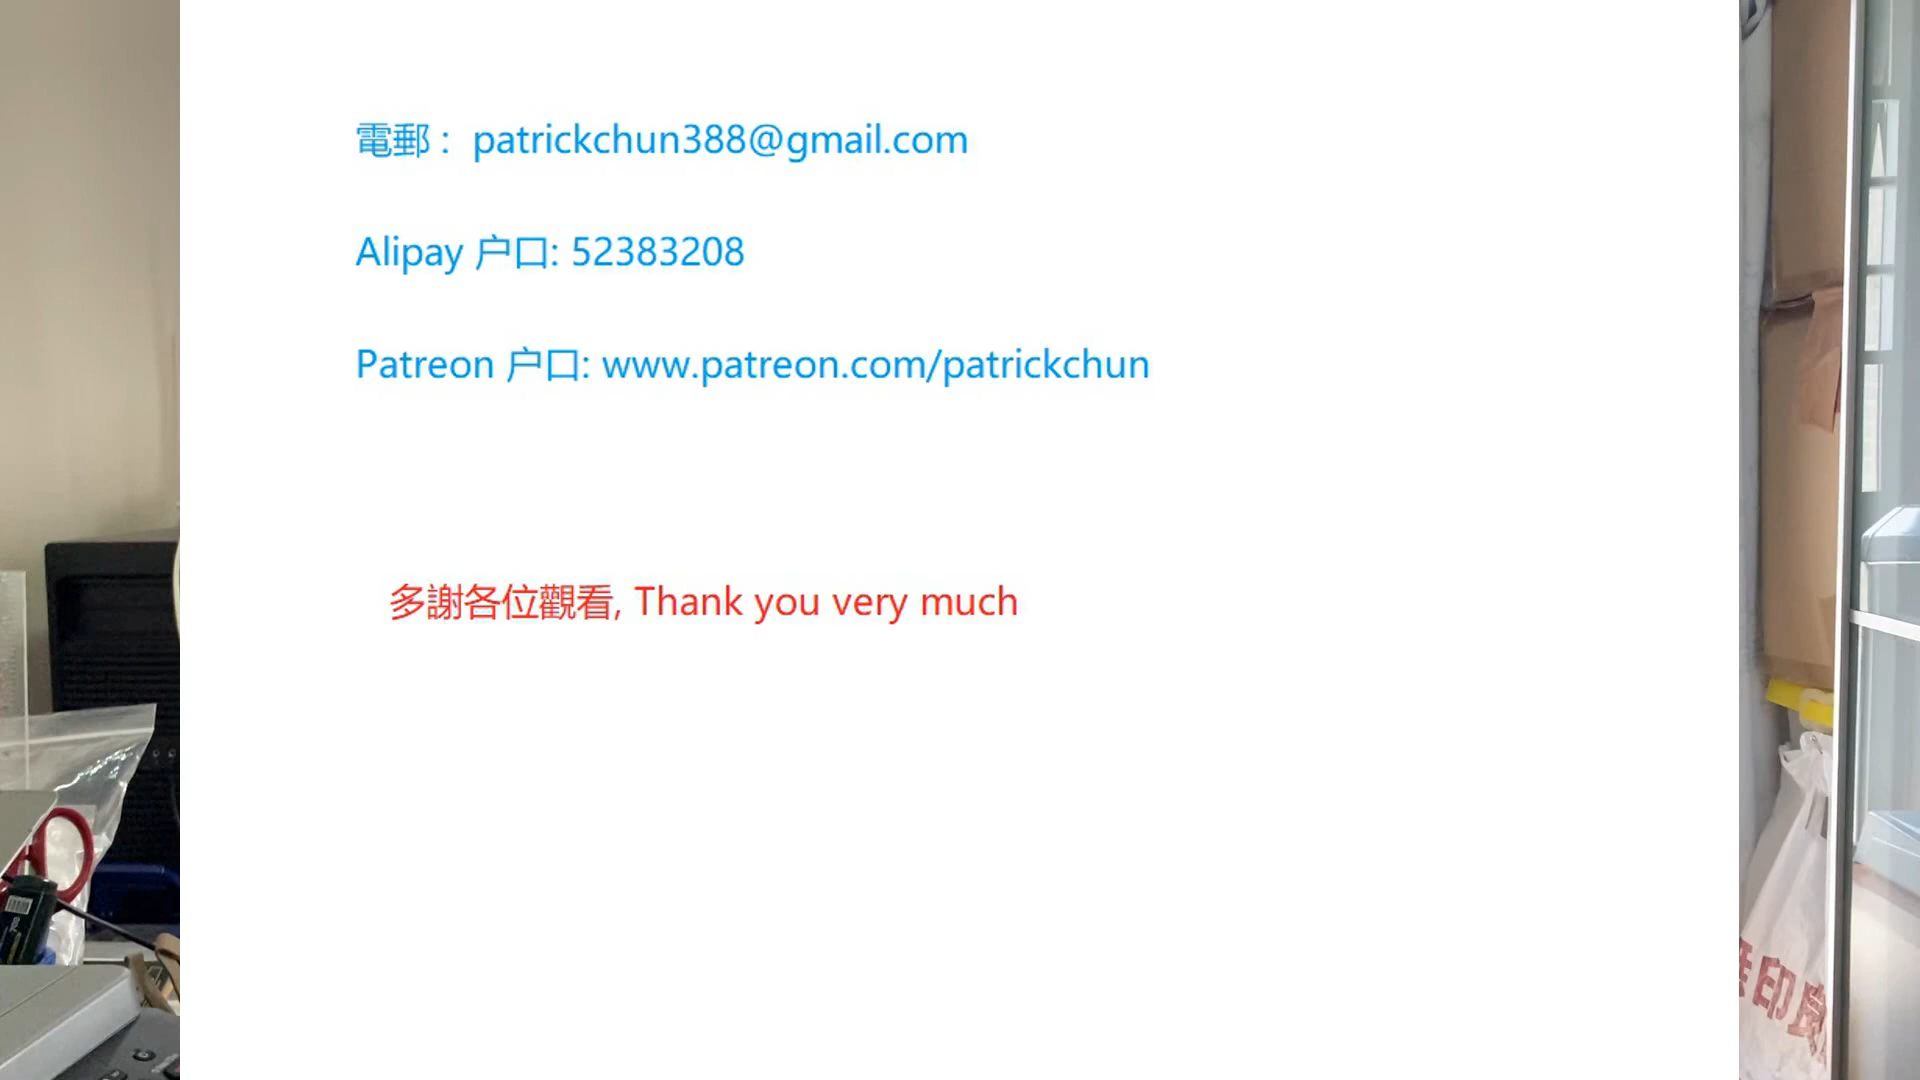 電郵 :  patrickchun388@gmail.com
Alipay 户口: 52383208
Patreon 户口: www.patreon.com/patrickchun
多謝各位觀看, Thank you very much
印